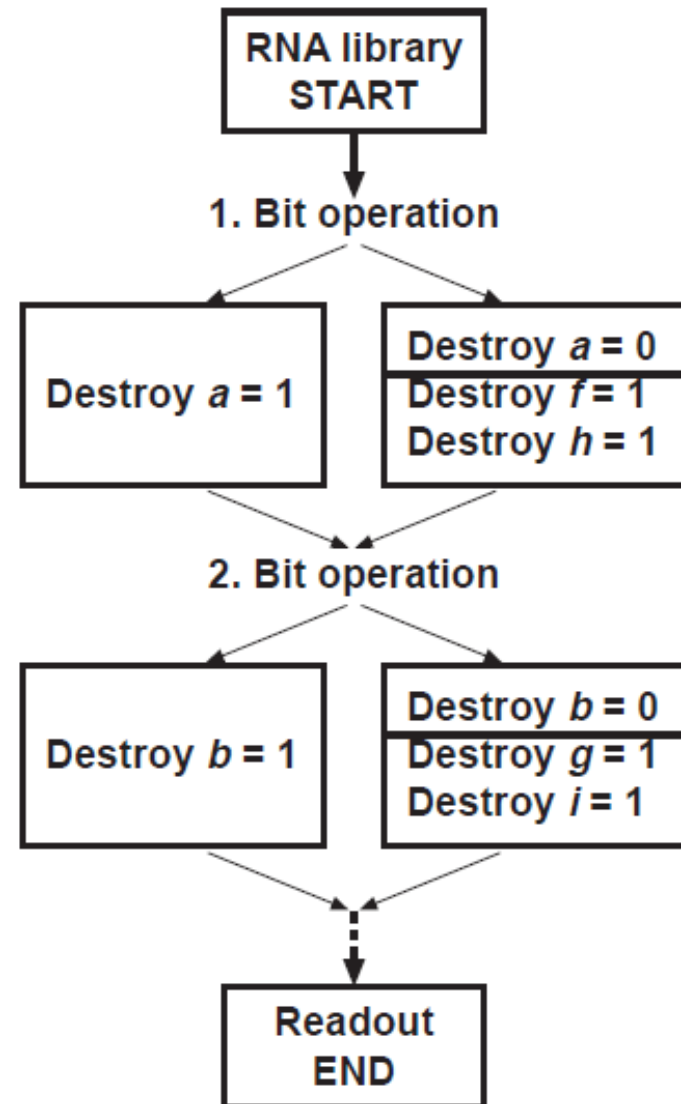 RNA library
START
1. Bit operation
Destroy a = 1
Destroy a = 0
Destroy f = 1
Destroy h = 1
2. Bit operation
Destroy b = 1
Destroy b = 0
Destroy g = 1
Destroy i = 1
Readout
END